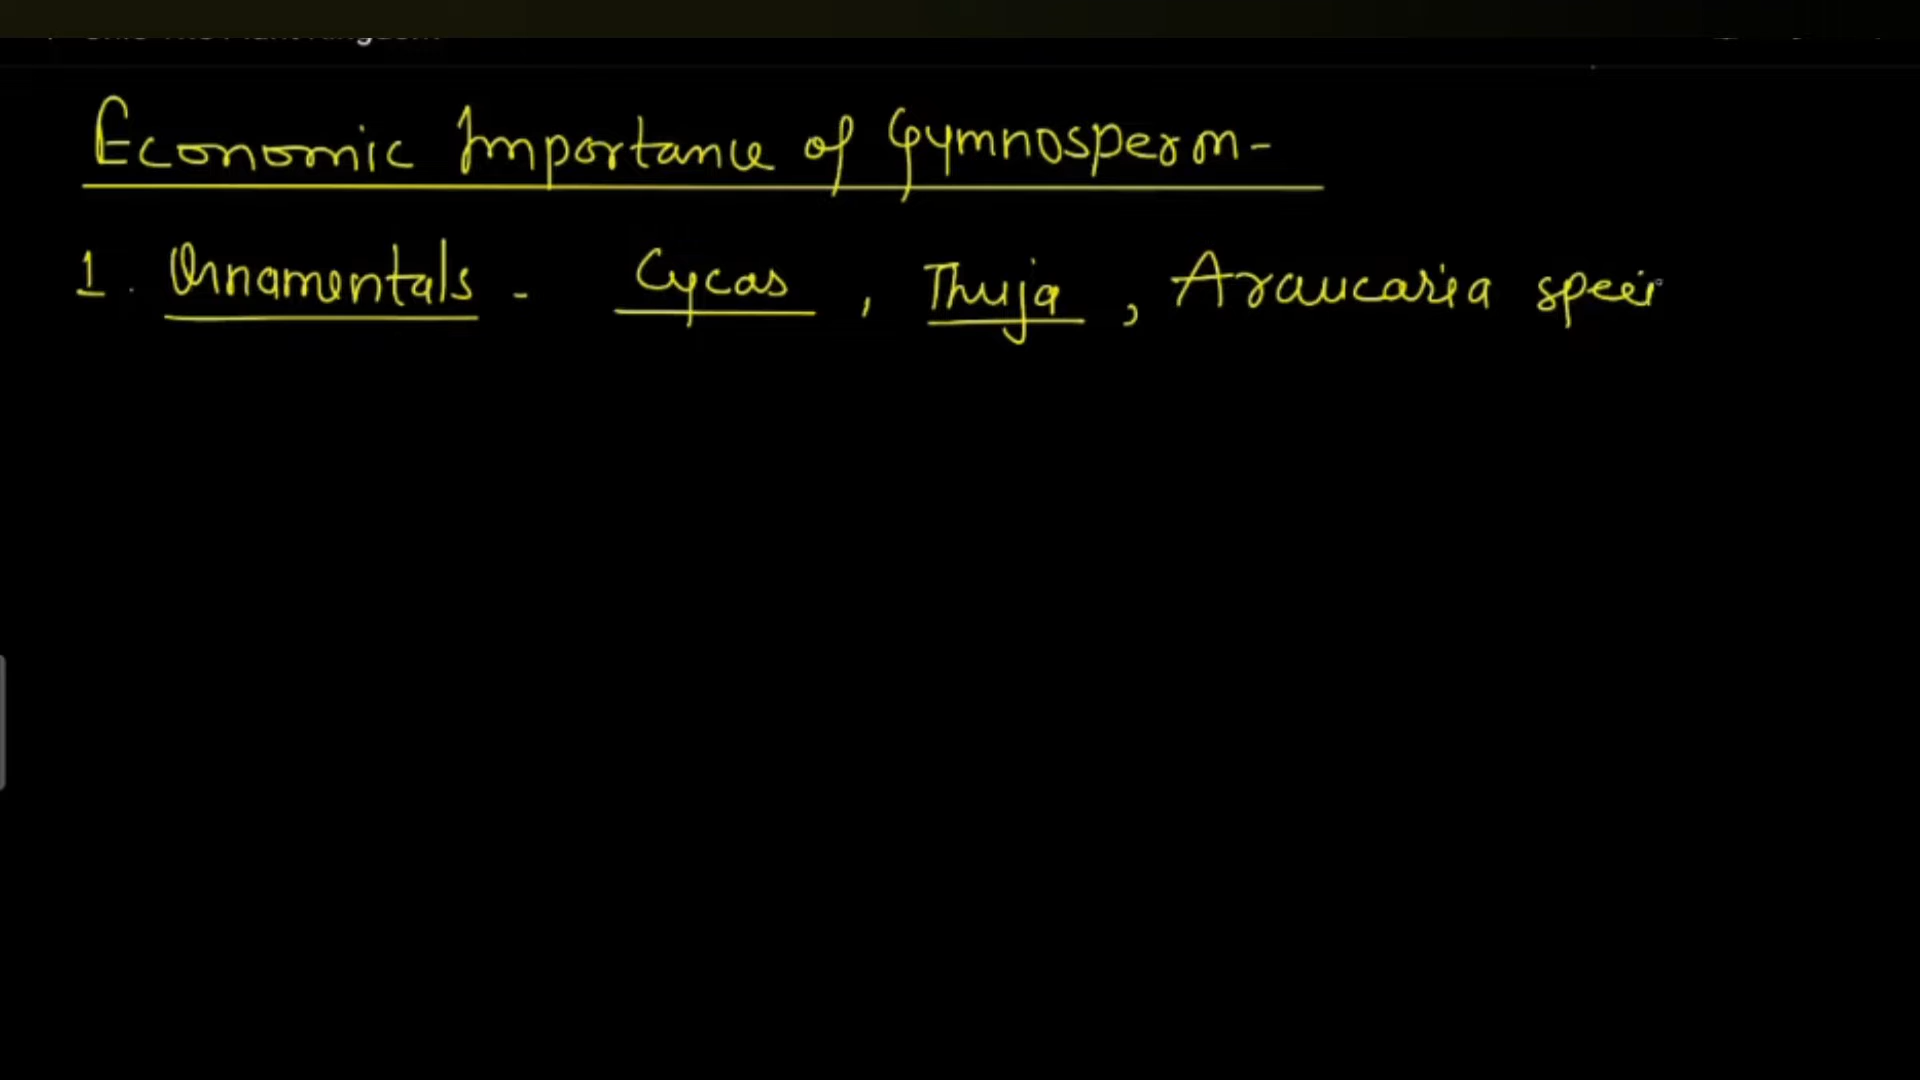 Economic Importance of Gymnosperm-
1. Ornamentals - Cycas, Thuja, Araucaria